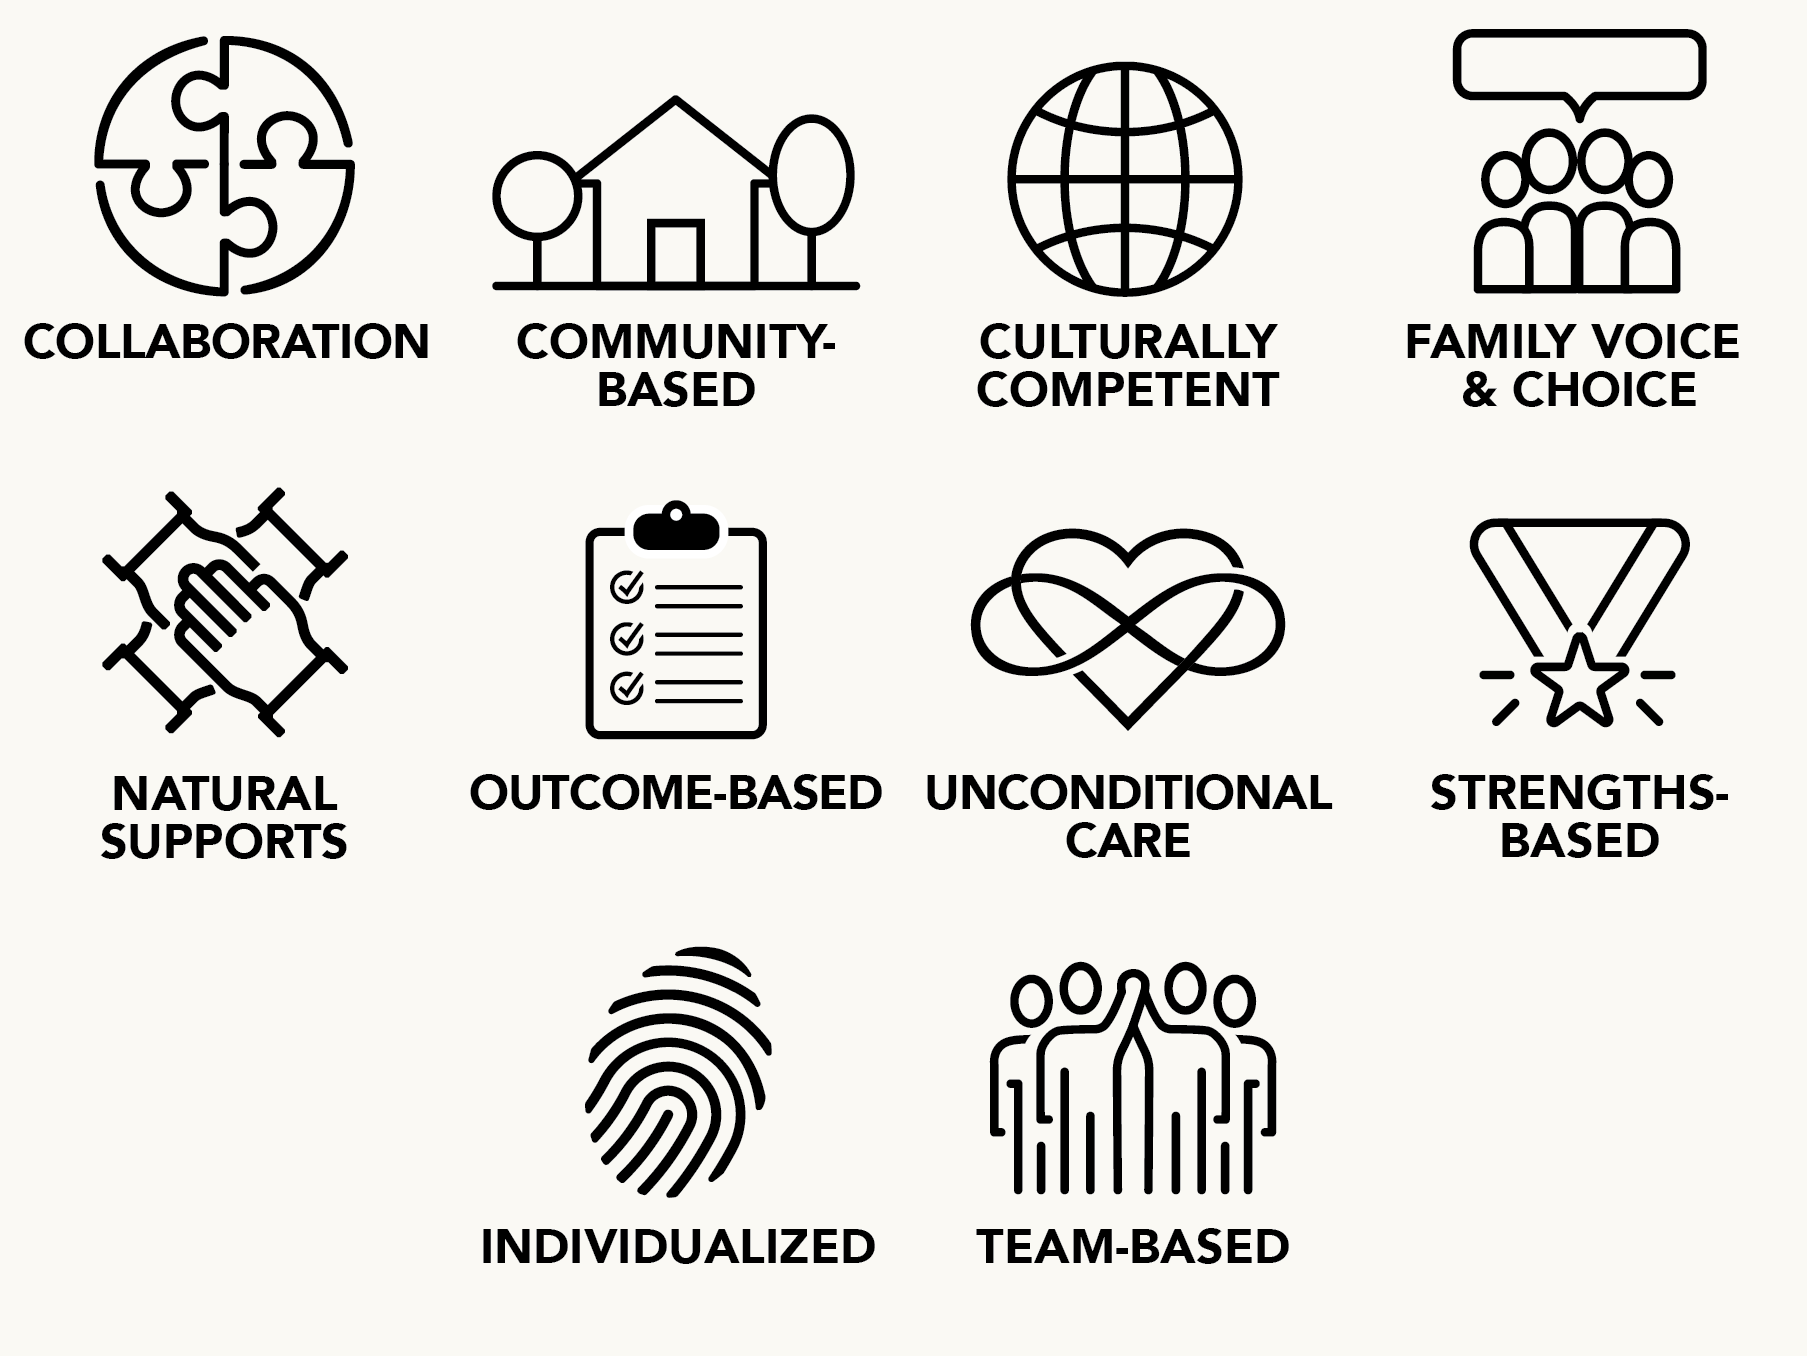 COLLABORATION
COMMUNITY-
BASED
CULTURALLY
COMPETENT
FAMILY VOICE
& CHOICE
NATURAL
SUPPORTS
OUTCOME-BASED
UNCONDITIONAL
CARE
STRENGTHS-
BASED
INDIVIDUALIZED
TEAM-BASED